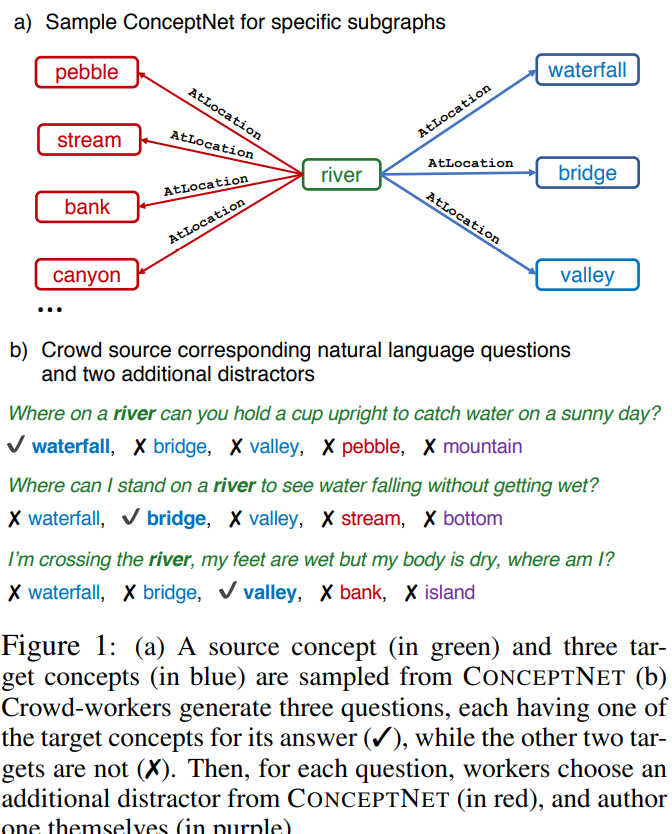 a) Sample ConceptNet for specific subgraphs
pebble
AtLocation
waterfall
AtLocation
stream
AtLocation
river
AtLocation
bridge
bank
AtLocation
AtLocation
canyon
AtLocation
valley
...
b) Crowd source corresponding natural language questions
and two additional distractors
Where on a river can you hold a cup upright to catch water on a sunny day?
✓ waterfall, ✗ bridge, ✗ valley, ✗ pebble, ✗ mountain
Where can I stand on a river to see water falling without getting wet?
✗ waterfall, ✓ bridge, ✗ valley, ✗ stream, ✗ bottom
I'm crossing the river, my feet are wet but my body is dry, where am I?
✗ waterfall, ✗ bridge, ✓ valley, ✗ bank, ✗ island
Figure 1: (a) A source concept (in green) and three tar-
get concepts (in blue) are sampled from CONCEPTNET (b)
Crowd-workers generate three questions, each having one of
the target concepts for its answer (✓), while the other two tar-
gets are not (✗). Then, for each question, workers choose an
additional distractor from CONCEPTNET (in red), and author
one themselves (in purple)